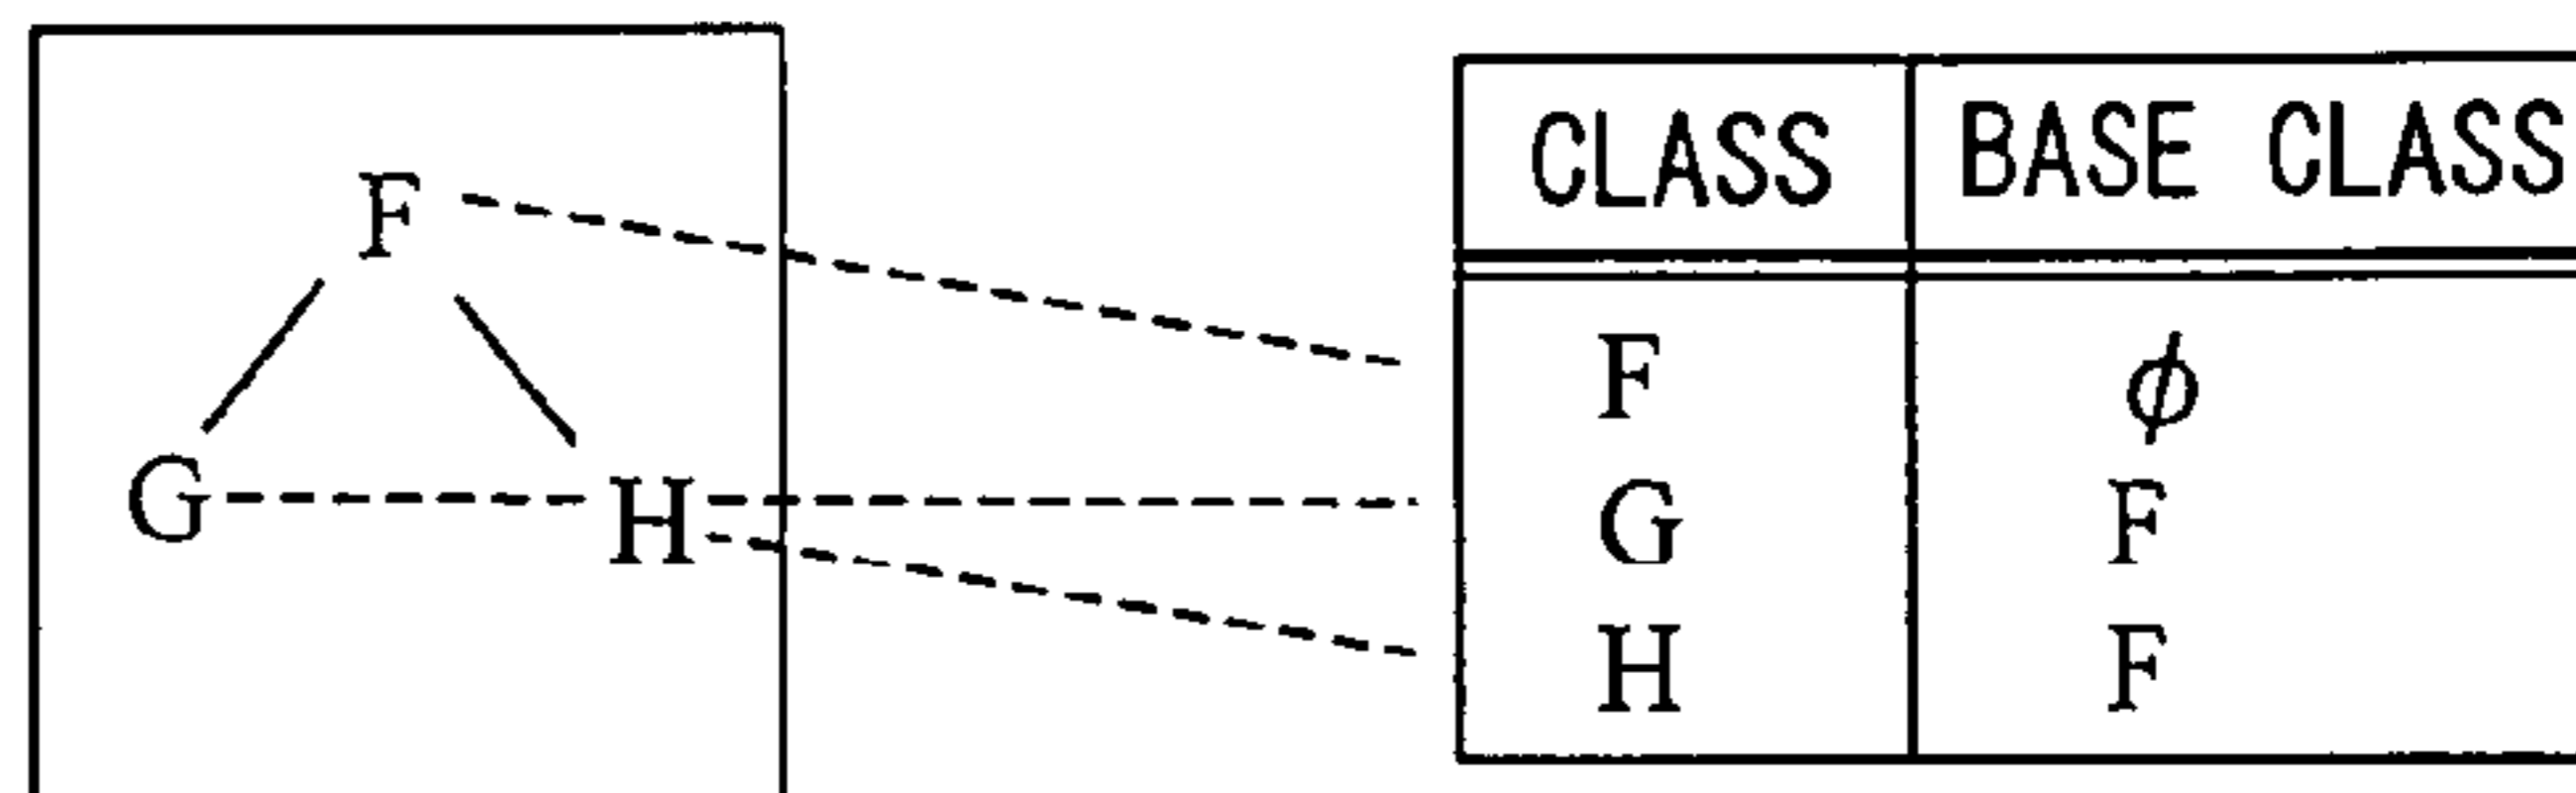 F
G H
CLASS BASE CLASS
F ϕ
G F
H F